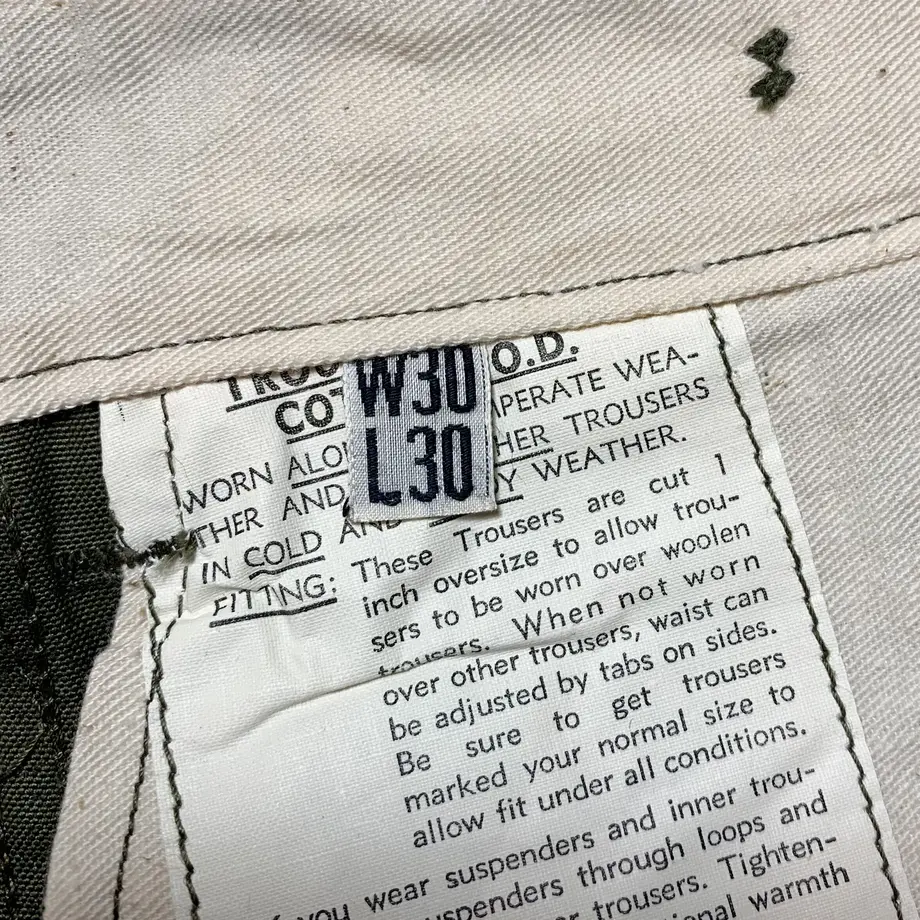 TROU
O.D.
COT
W30
L30
WORN ALO
PERATE WEA-
THER AND
HER TROUSERS
IN COLD AND
Y WEATHER.
FITTING: These Trousers are cut 1
inch oversize to allow trou-
sers to be worn over woolen
trousers. When not worn
over other trousers, waist can
be adjusted by tabs on sides.
Be sure to get trousers
marked your normal size to
allow fit under all conditions.
you wear suspenders and inner trou-
spenders through loops and
trousers. Tighten-
warmth